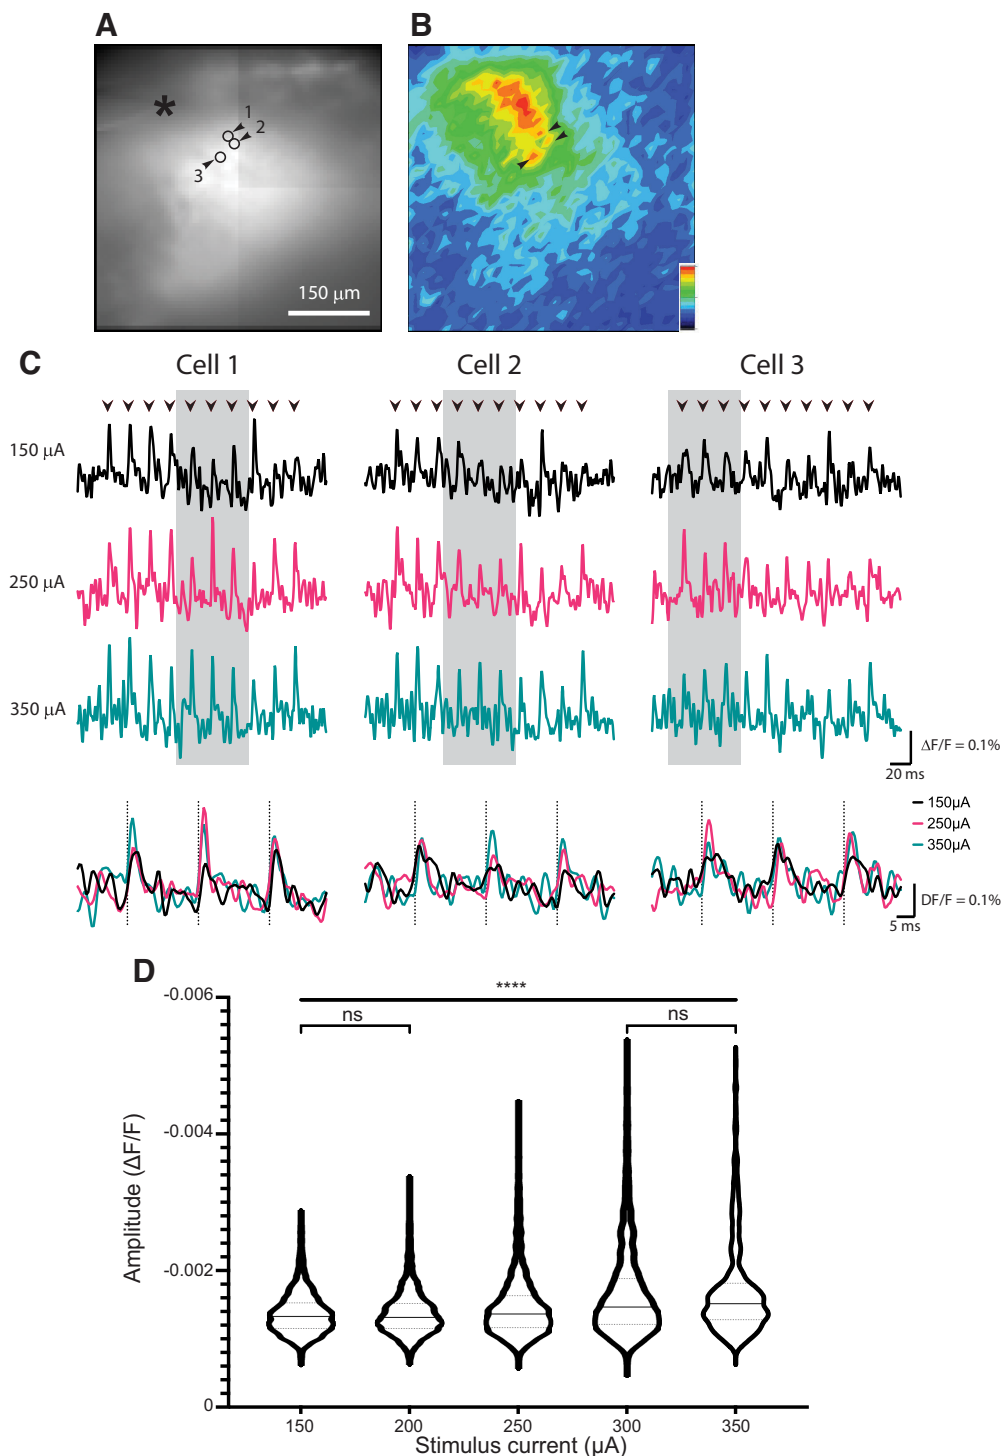 A
B
*
1
2
3
150 µm
C
Cell 1
Cell 2
Cell 3
150 µA
250 µA
350 µA
ΔF/F = 0.1%
20 ms
150µA
250µA
350µA
DF/F = 0.1%
5 ms
D
****
ns
ns
-0.006
-0.004
-0.002
0
Amplitude (ΔF/F)
150
200
250
300
350
Stimulus current (µA)